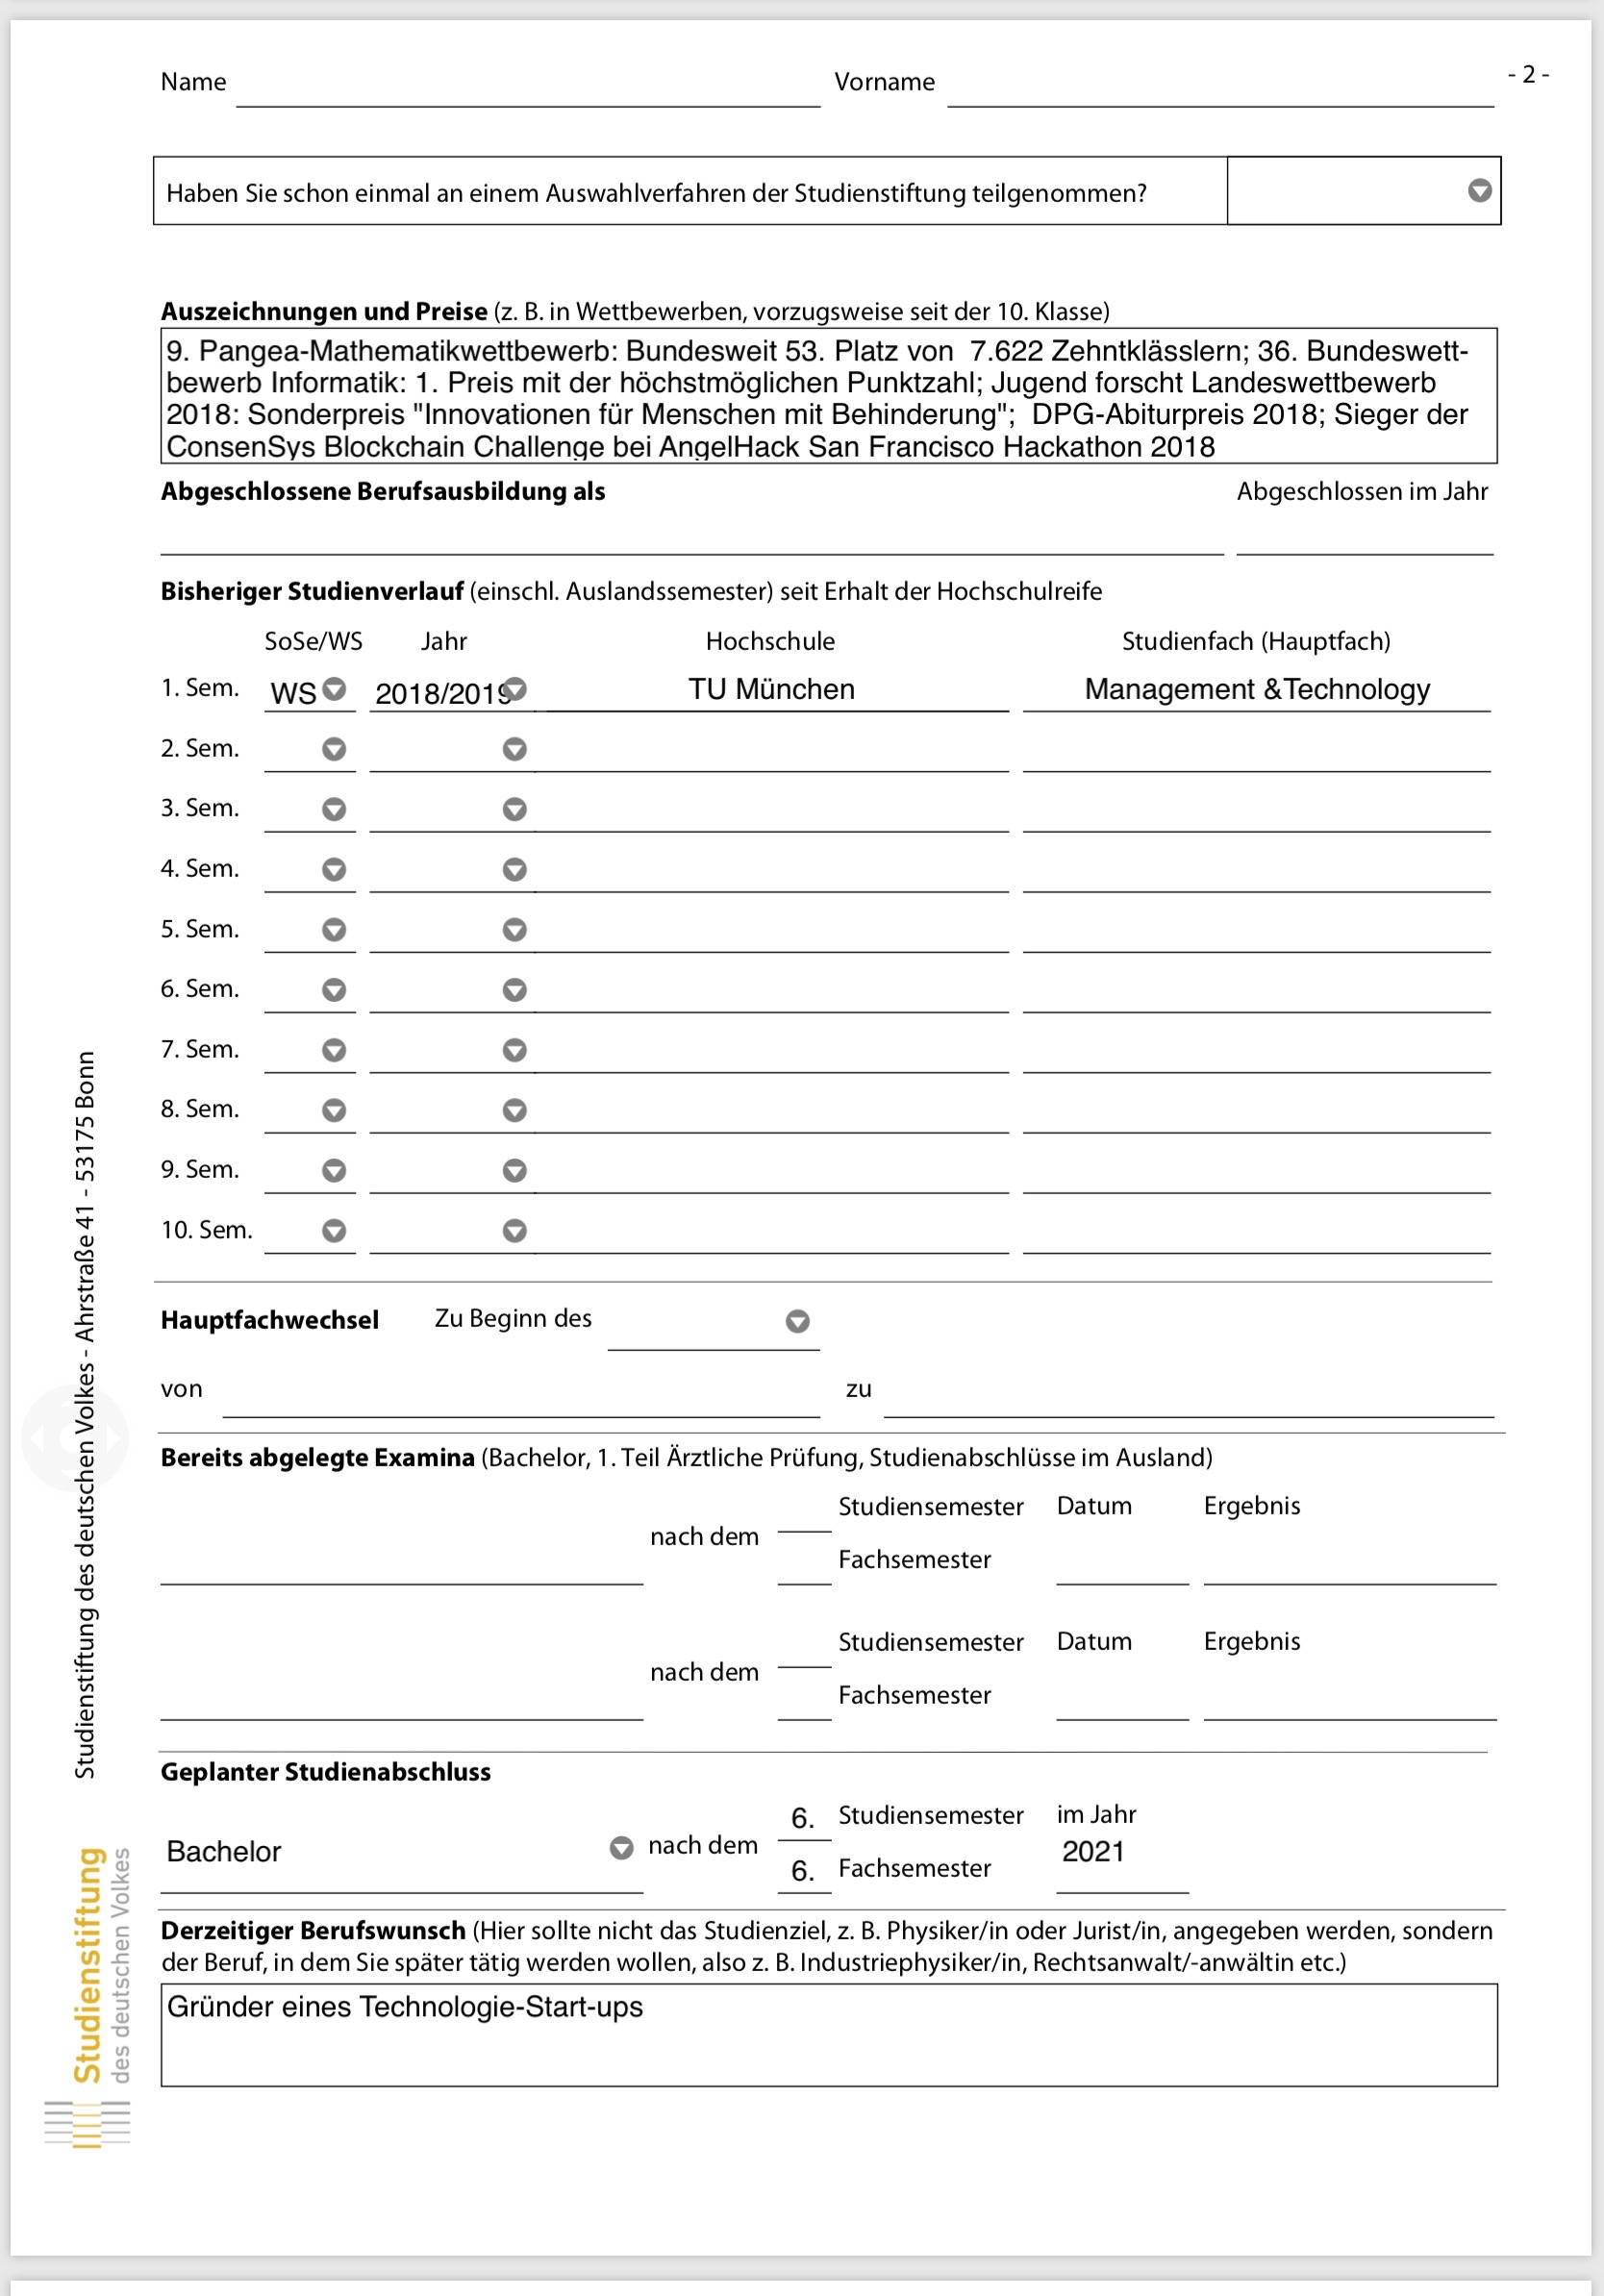 - 2 -
Name Vorname
Haben Sie schon einmal an einem Auswahlverfahren der Studienstiftung teilgenommen?
Auszeichnungen und Preise (z. B. in Wettbewerben, vorzugsweise seit der 10. Klasse)
9. Pangea-Mathematikwettbewerb: Bundesweit 53. Platz von  7.622 Zehntklässlern; 36. Bundeswett-
bewerb Informatik: 1. Preis mit der höchstmöglichen Punktzahl; Jugend forscht Landeswettbewerb
2018: Sonderpreis "Innovationen für Menschen mit Behinderung";  DPG-Abiturpreis 2018; Sieger der
ConsenSys Blockchain Challenge bei AngelHack San Francisco Hackathon 2018
Abgeschlossene Berufsausbildung als Abgeschlossen im Jahr
Bisheriger Studienverlauf (einschl. Auslandssemester) seit Erhalt der Hochschulreife
SoSe/WS Jahr Hochschule Studienfach (Hauptfach)
1. Sem. WS 2018/2019 TU München Management &Technology
2. Sem.
3. Sem.
4. Sem.
5. Sem.
6. Sem.
7. Sem.
8. Sem.
9. Sem.
10. Sem.
Hauptfachwechsel Zu Beginn des
von zu
Bereits abgelegte Examina (Bachelor, 1. Teil Ärztliche Prüfung, Studienabschlüsse im Ausland)
Studiensemester Datum Ergebnis
nach dem
Fachsemester
Studiensemester Datum Ergebnis
nach dem
Fachsemester
Geplanter Studienabschluss
6. Studiensemester im Jahr
Bachelor nach dem 2021
6. Fachsemester
Derzeitiger Berufswunsch (Hier sollte nicht das Studienziel, z. B. Physiker/in oder Jurist/in, angegeben werden, sondern
der Beruf, in dem Sie später tätig werden wollen, also z. B. Industriephysiker/in, Rechtsanwalt/-anwältin etc.)
Gründer eines Technologie-Start-ups
Studienstiftung des deutschen Volkes - Ahrstraße 41 - 53175 Bonn
Studienstiftung
des deutschen Volkes